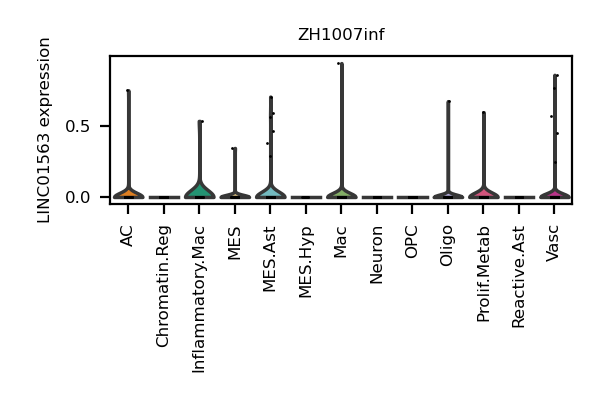 ZH1007inf
LINC01563 expression
0.5
0.0
AC
Chromatin.Reg
Inflammatory.Mac
MES
MES.Ast
MES.Hyp
Mac
Neuron
OPC
Oligo
Prolif.Metab
Reactive.Ast
Vasc